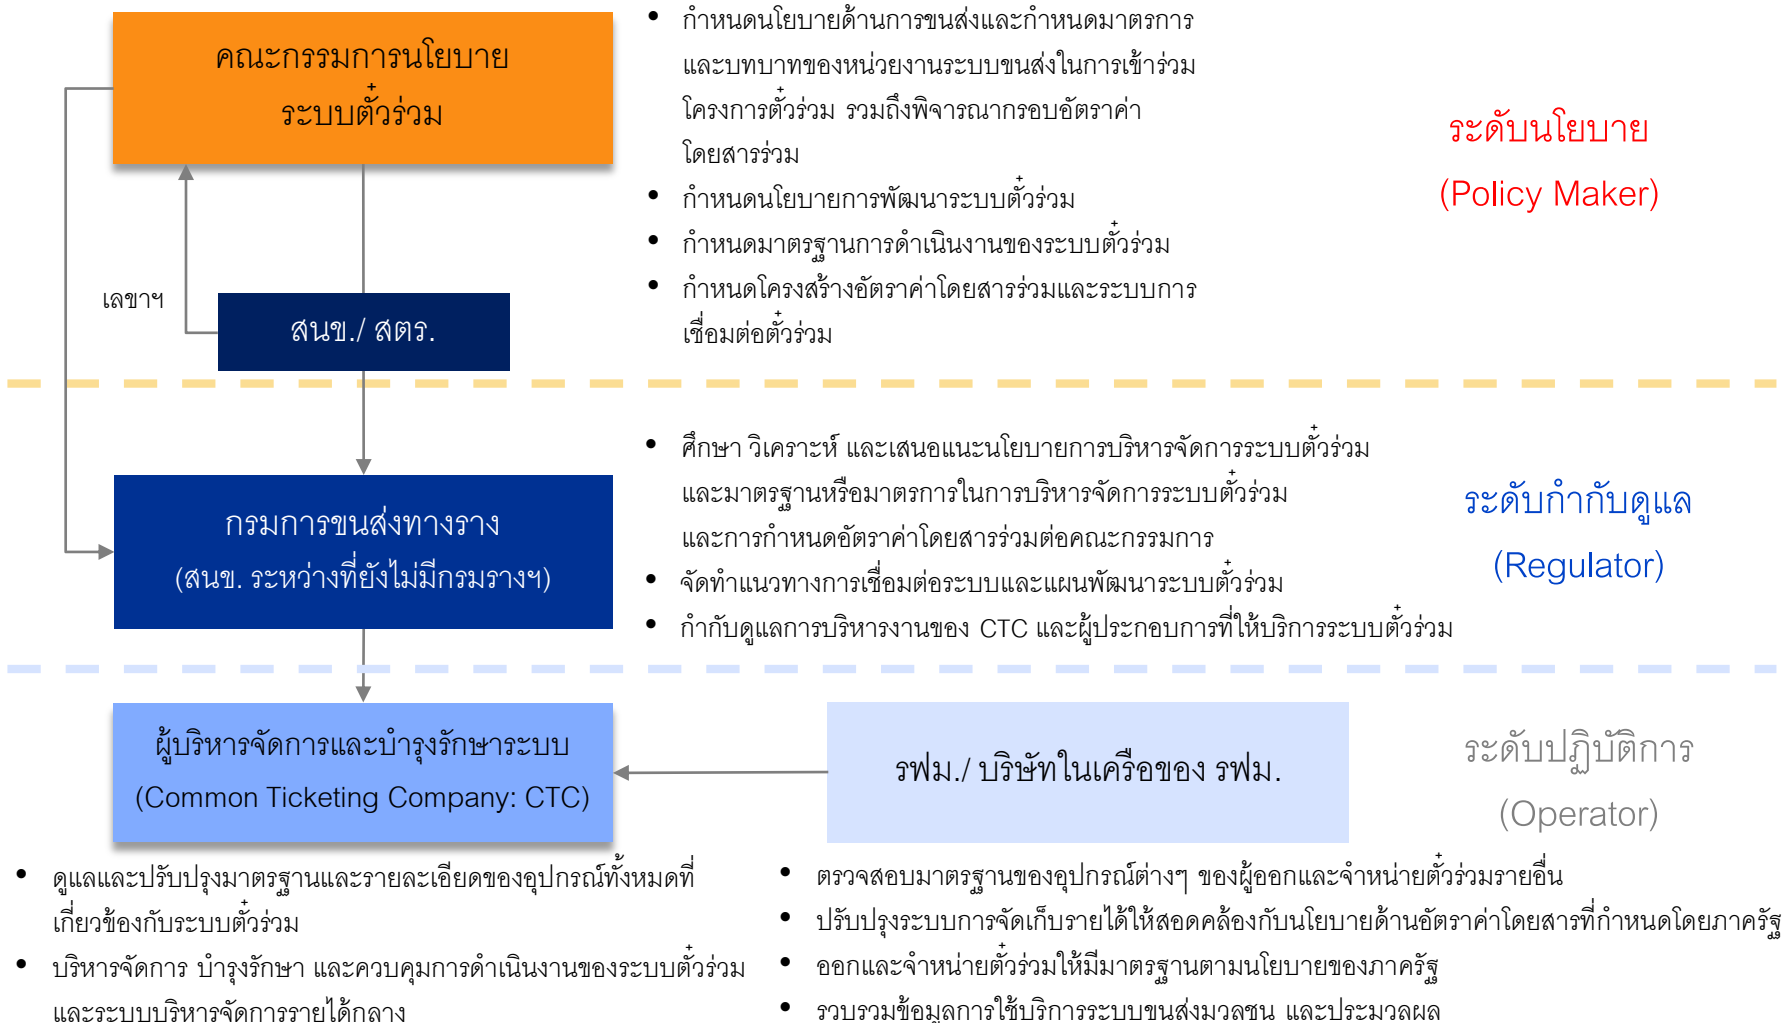 คณะกรรมการนโยบาย
ระบบตั๋วร่วม
• กำหนดนโยบายด้านการขนส่งและกำหนดมาตรการ
และบทบาทของหน่วยงานระบบขนส่งในการเข้าร่วม
โครงการตั๋วร่วม รวมถึงพิจารณากรอบอัตราค่า
โดยสารร่วม
• กำหนดนโยบายการพัฒนาระบบตั๋วร่วม
• กำหนดมาตรฐานการดำเนินงานของระบบตั๋วร่วม
• กำหนดโครงสร้างอัตราค่าโดยสารร่วมและระบบการ
เชื่อมต่อตั๋วร่วม
ระดับนโยบาย
(Policy Maker)
เลขาฯ
สนข./ สตร.
กรมการขนส่งทางราง
(สนข. ระหว่างที่ยังไม่มีกรมรางฯ)
• ศึกษา วิเคราะห์ และเสนอแนะนโยบายการบริหารจัดการระบบตั๋วร่วม
และมาตรฐานหรือมาตรการในการบริหารจัดการระบบตั๋วร่วม
และการกำหนดอัตราค่าโดยสารร่วมต่อคณะกรรมการ
• จัดทำแนวทางการเชื่อมต่อระบบและแผนพัฒนาระบบตั๋วร่วม
• กำกับดูแลการบริหารงานของ CTC และผู้ประกอบการที่ให้บริการระบบตั๋วร่วม
ระดับกำกับดูแล
(Regulator)
ผู้บริหารจัดการและบำรุงรักษาระบบ
(Common Ticketing Company: CTC)
รฟม./ บริษัทในเครือของ รฟม.
ระดับปฏิบัติการ
(Operator)
• ดูแลและปรับปรุงมาตรฐานและรายละเอียดของอุปกรณ์ทั้งหมดที่
เกี่ยวข้องกับระบบตั๋วร่วม
• บริหารจัดการ บำรุงรักษา และควบคุมการดำเนินงานของระบบตั๋วร่วม
และระบบบริหารจัดการรายได้กลาง
• ตรวจสอบมาตรฐานของอุปกรณ์ต่างๆ ของผู้ออกและจำหน่ายตั๋วร่วมรายอื่น
• ปรับปรุงระบบการจัดเก็บรายได้ให้สอดคล้องกับนโยบายด้านอัตราค่าโดยสารที่กำหนดโดยภาครัฐ
• ออกและจำหน่ายตั๋วร่วมให้มีมาตรฐานตามนโยบายของภาครัฐ
• รวบรวมข้อมูลการใช้บริการระบบขนส่งมวลชน และประมวลผล